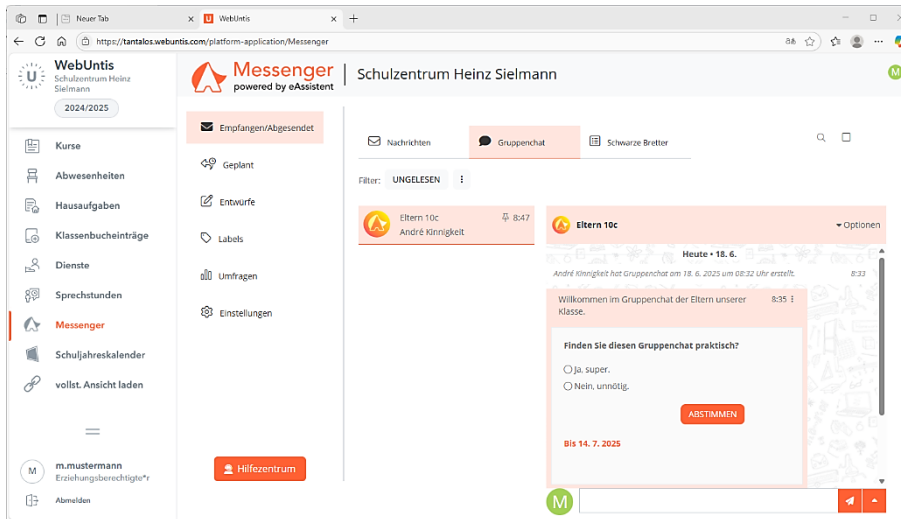 Neuer Tab
WebUntis
https://tantalos.webuntis.com/platform-application/Messenger
U
WebUntis
Schulzentrum Heinz
Sielmann
2024/2025
Kurse
Abwesenheiten
Hausaufgaben
Klassenbucheinträge
Dienste
Sprechstunden
Messenger
Schuljahreskalender
vollst. Ansicht laden
M
m.mustermann
Erziehungsberechtigte*r
Abmelden
Messenger
powered by eAssistent
Schulzentrum Heinz Sielmann
M
Empfangen/Abgesendet
Geplant
Entwürfe
Labels
Umfragen
Einstellungen
Hilfezentrum
Nachrichten
Gruppenchat
Schwarze Bretter
Filter: UNGELESEN
Eltern 10c 8:47
André Kinnigkeit
Eltern 10c
Optionen
Heute • 18. 6.
André Kinnigkeit hat Gruppenchat am 18. 6. 2025 um 08:32 Uhr erstellt. 8:33
Willkommen im Gruppenchat der Eltern unserer 8:35
Klasse.
Finden Sie diesen Gruppenchat praktisch?
Ja, super.
Nein, unnötig.
ABSTIMMEN
Bis 14. 7. 2025
M